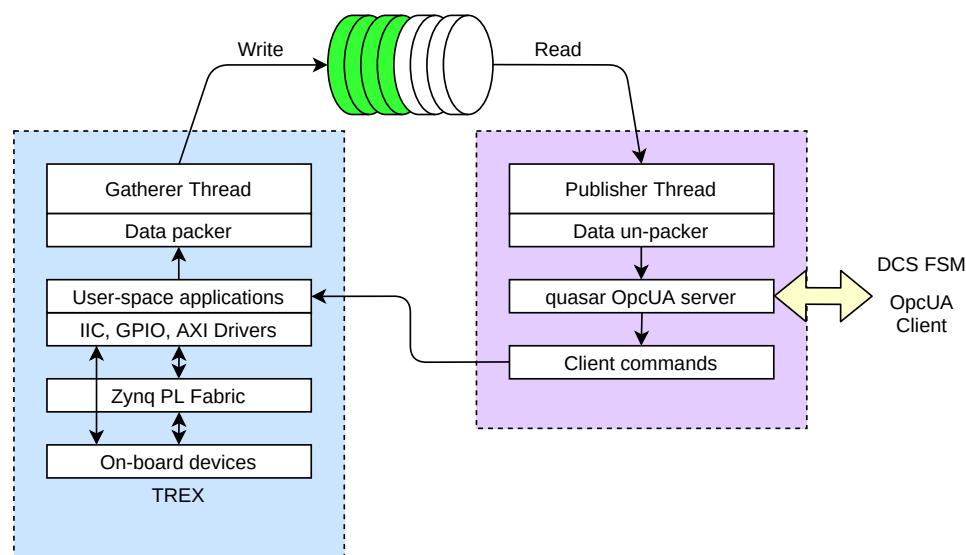 Write
Read
Gatherer Thread
Data packer
User-space applications
IIC, GPIO, AXI Drivers
Zynq PL Fabric
On-board devices
TREX
Publisher Thread
Data un-packer
quasar OpcUA server
Client commands
DCS FSM
OpcUA
Client